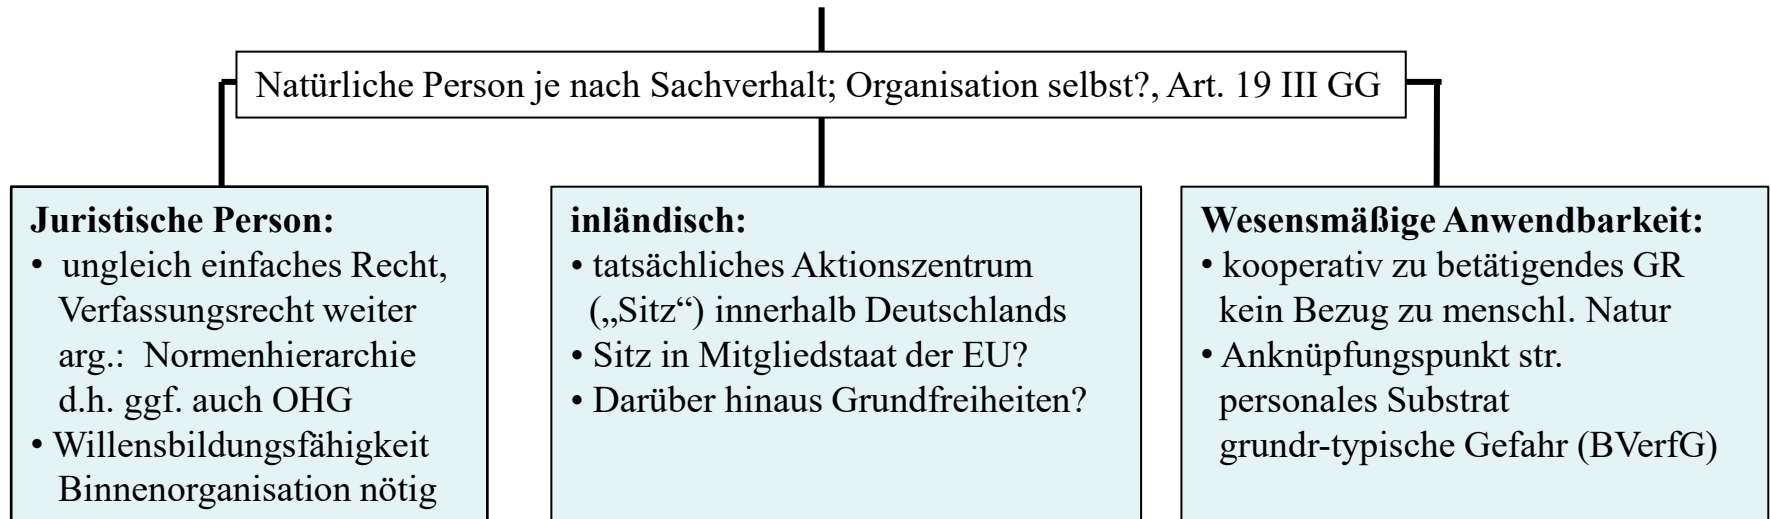 Natürliche Person je nach Sachverhalt; Organisation selbst?, Art. 19 III GG
Juristische Person:
• ungleich einfaches Recht,
Verfassungsrecht weiter
arg.: Normenhierarchie
d.h. ggf. auch OHG
• Willensbildungsfähigkeit
Binnenorganisation nötig
inländisch:
• tatsächliches Aktionszentrum
(„Sitz“) innerhalb Deutschlands
• Sitz in Mitgliedstaat der EU?
• Darüber hinaus Grundfreiheiten?
Wesensmäßige Anwendbarkeit:
• kooperativ zu betätigendes GR
kein Bezug zu menschl. Natur
• Anknüpfungspunkt str.
personales Substrat
grundr-typische Gefahr (BVerfG)